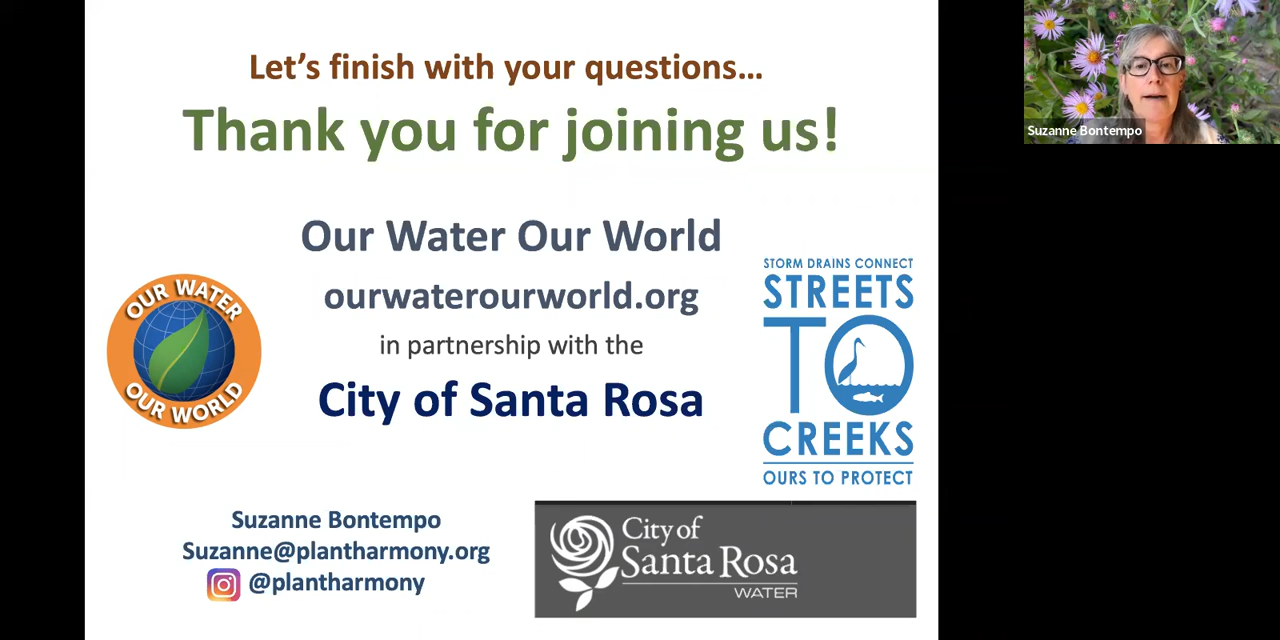 Let's finish with your questions…
Thank you for joining us!
Our Water Our World
ourwaterourworld.org
in partnership with the
City of Santa Rosa
OUR WATER
OUR WORLD
STORM DRAINS CONNECT
STREETS
TO
CREEKS
OURS TO PROTECT
Suzanne Bontempo
Suzanne@plantharmony.org
@plantharmony
City of
Santa Rosa
WATER
Suzanne Bontempo